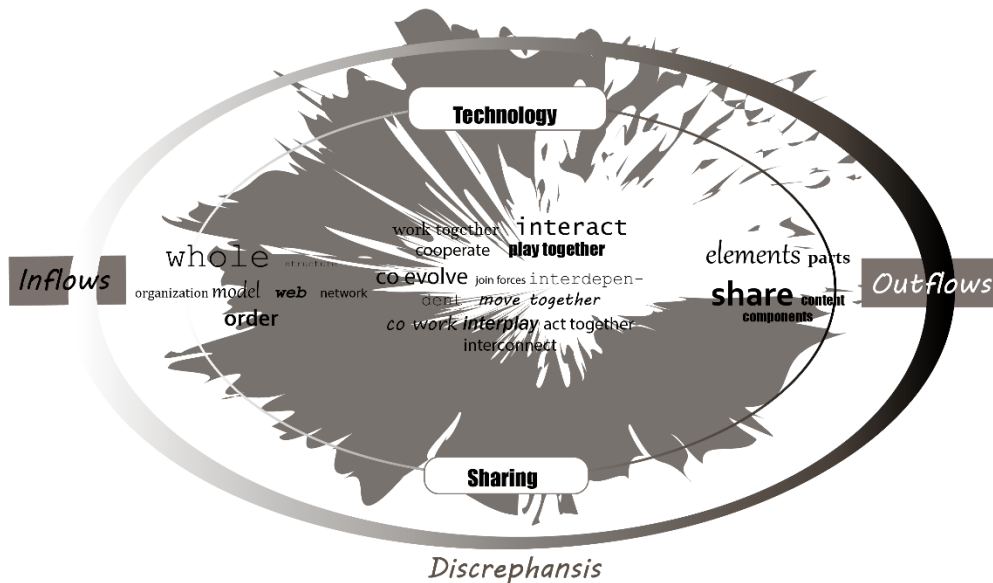 Technology
work together interact
cooperate play together
whole structure
elements parts
Inflows
co evolve join forces interdepen-
Outflows
organization model web network
dent move together
share content
order
co work interplay act together
components
interconnect
Sharing
Discrephansis